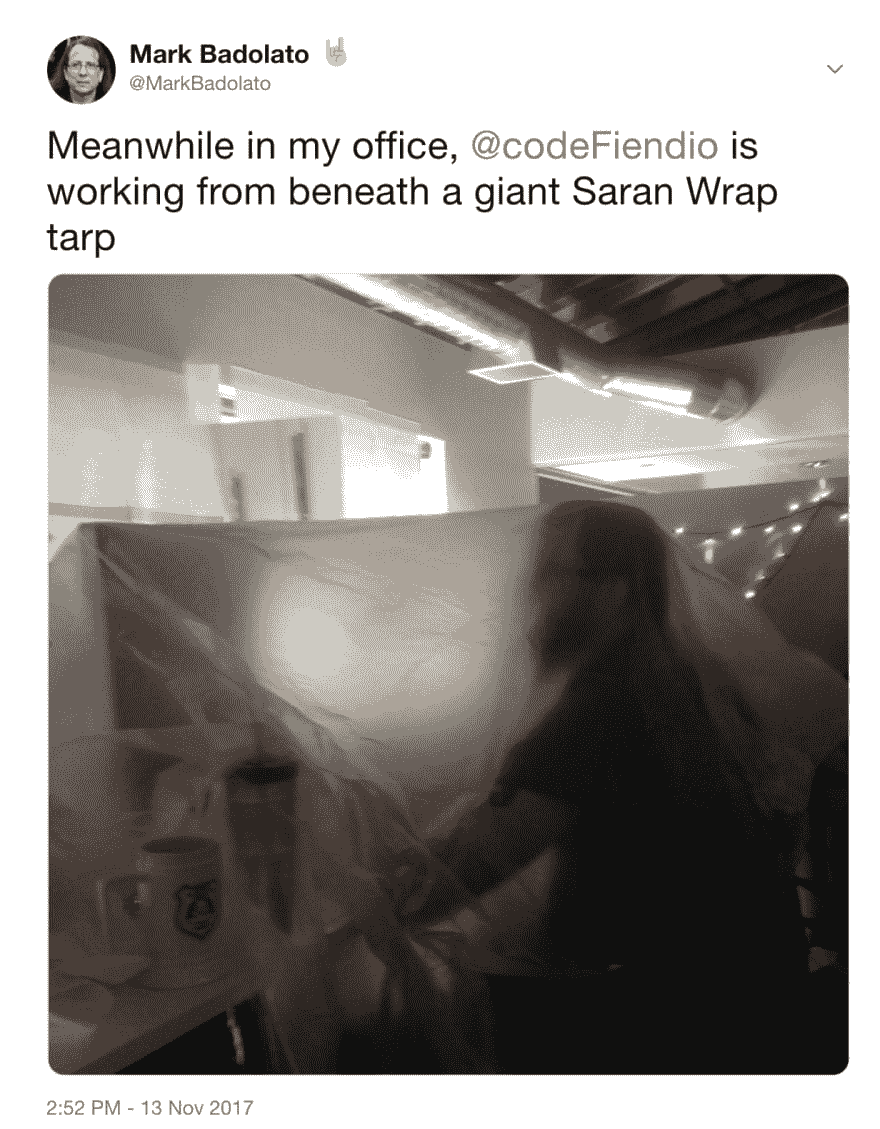 Mark Badolato 🤘
@MarkBadolato
Meanwhile in my office, @codeFiendio is
working from beneath a giant Saran Wrap
tarp
2:52 PM - 13 Nov 2017